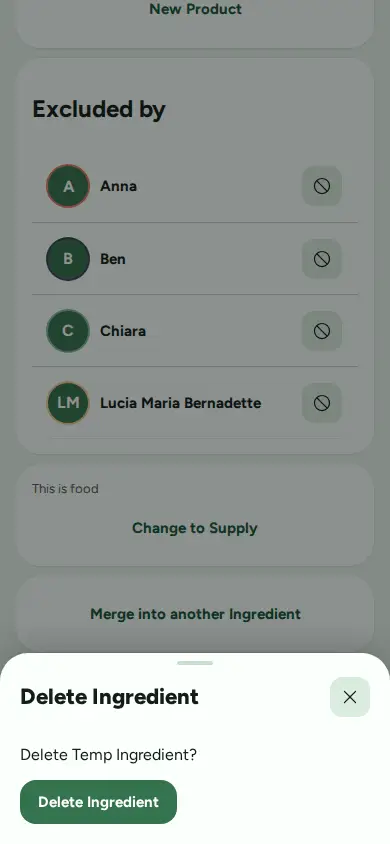 New Product
Excluded by
A Anna
B Ben
C Chiara
LM Lucia Maria Bernadette
This is food
Change to Supply
Merge into another Ingredient
Delete Ingredient
Delete Temp Ingredient?
Delete Ingredient